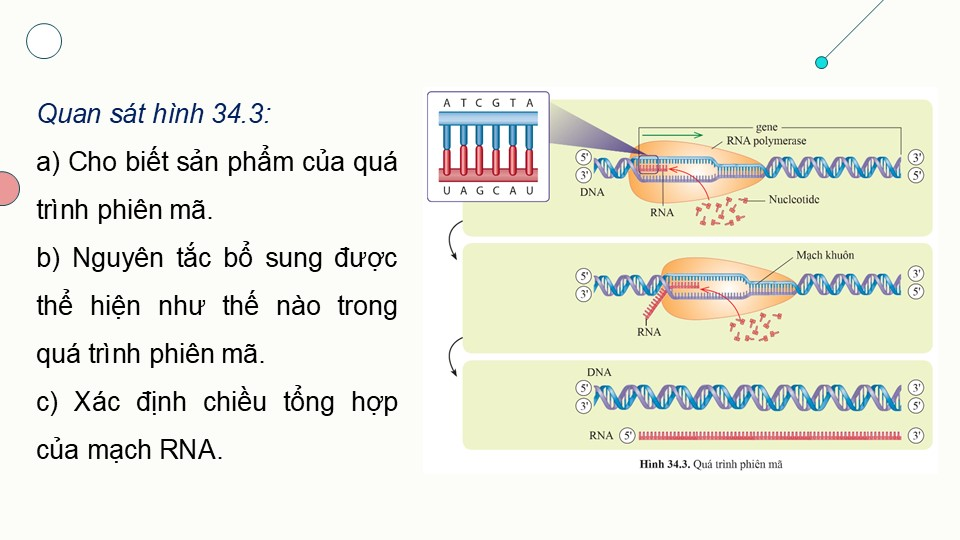 Quan sát hình 34.3:
a) Cho biết sản phẩm của quá
trình phiên mã.
b) Nguyên tắc bổ sung được
thể hiện như thế nào trong
quá trình phiên mã.
c) Xác định chiều tổng hợp
của mạch RNA.
A T C G T A
U A G C A U
gene
RNA polymerase
5' 3'
3' 5'
DNA
RNA
Nucleotide
Mạch khuôn
5' 3'
3' 5'
RNA
DNA
5' 3'
3' 5'
RNA 5' 3'
Hình 34.3. Quá trình phiên mã